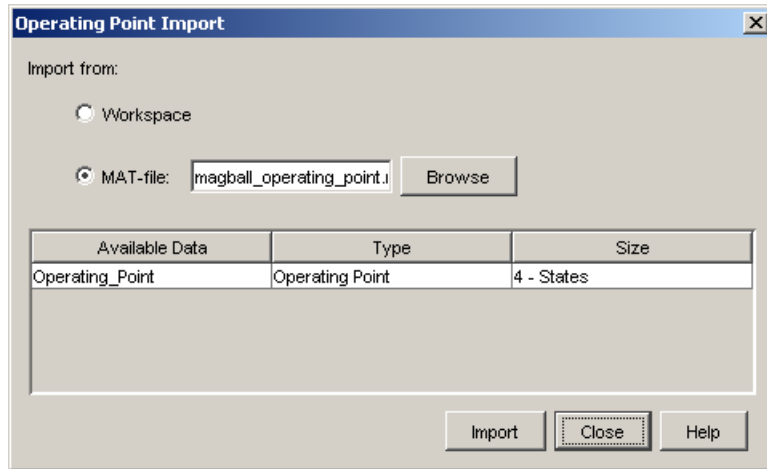 Operating Point Import
Import from:
Workspace
MAT-file: magball_operating_point. Browse
Available Data Type Size
Operating_Point Operating Point 4 - States
Import Close Help